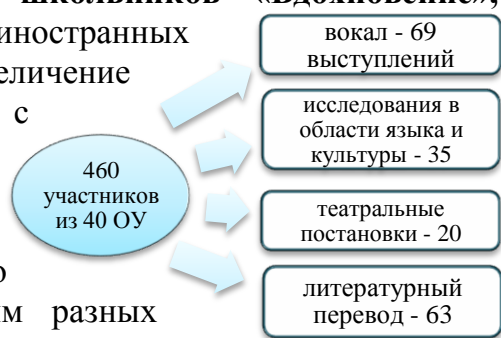 школьников «Вдохновение»,
иностранных
величение
с
м разных
460
участников
из 40 ОУ
вокал - 69
выступлений
исследования в
области языка и
культуры - 35
театральные
постановки - 20
литературный
перевод - 63